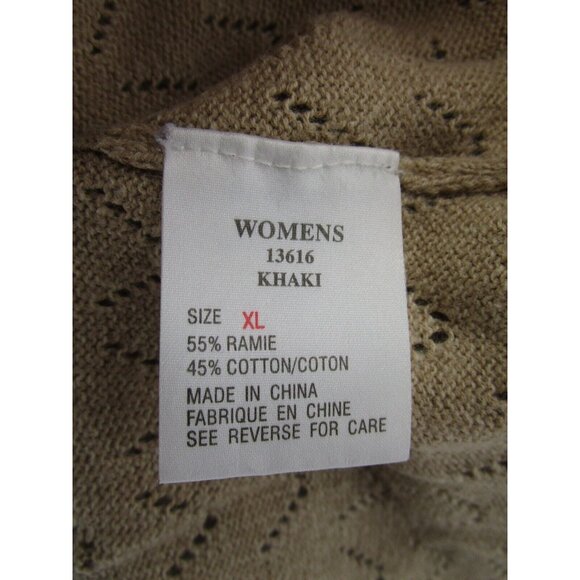 WOMENS
13616
KHAKI
SIZE XL
55% RAMIE
45% COTTON/COTON
MADE IN CHINA
FABRIQUE EN CHINE
SEE REVERSE FOR CARE